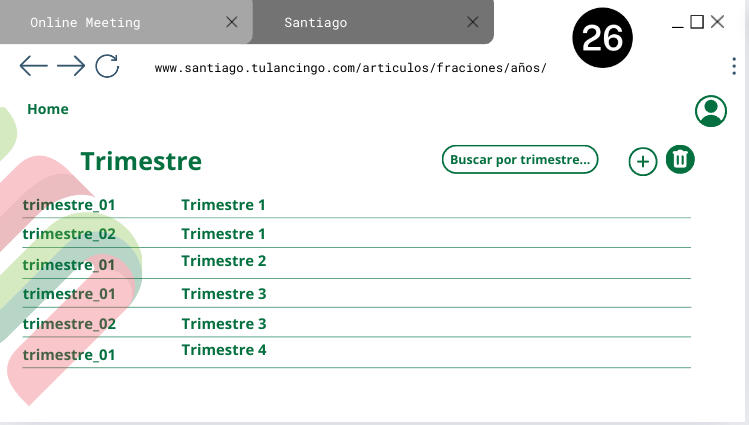 Online Meeting
Santiago
26
www.santiago.tulancingo.com/articulos/fraciones/años/
Home
Trimestre
Buscar por trimestre...
trimestre_01 Trimestre 1
trimestre_02 Trimestre 1
trimestre_01 Trimestre 2
trimestre_01 Trimestre 3
trimestre_02 Trimestre 3
trimestre_01 Trimestre 4